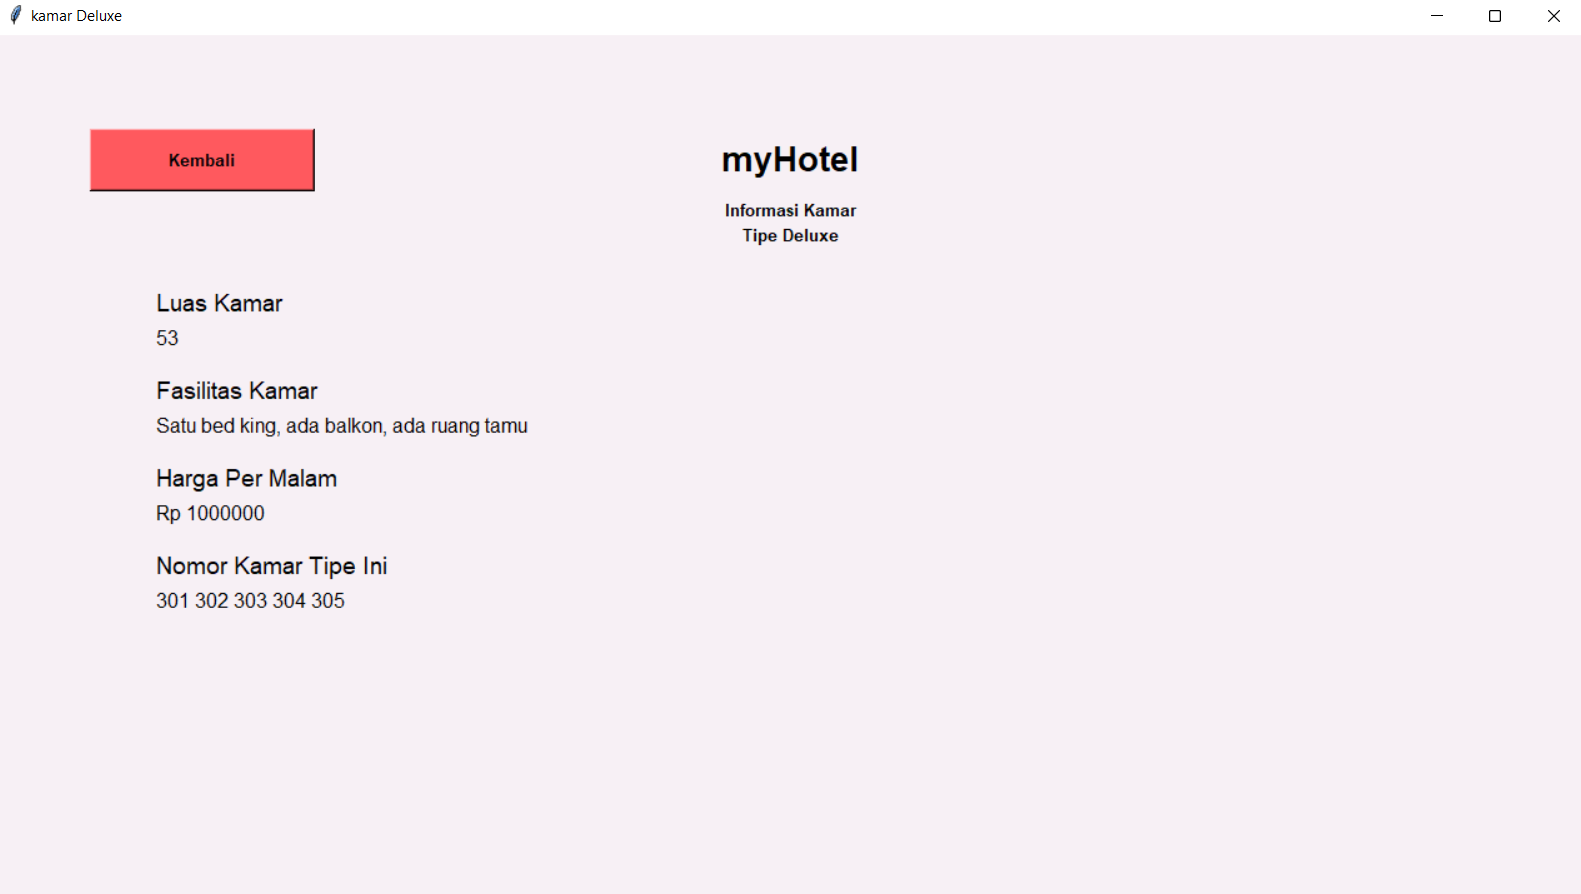 kamar Deluxe
Kembali
myHotel
Informasi Kamar
Tipe Deluxe
Luas Kamar
53
Fasilitas Kamar
Satu bed king, ada balkon, ada ruang tamu
Harga Per Malam
Rp 1000000
Nomor Kamar Tipe Ini
301 302 303 304 305